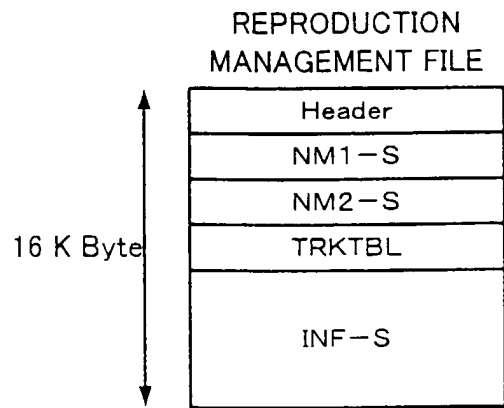 REPRODUCTION
MANAGEMENT FILE
Header
NM1-S
NM2-S
16 K Byte
TRKTBL
INF-S